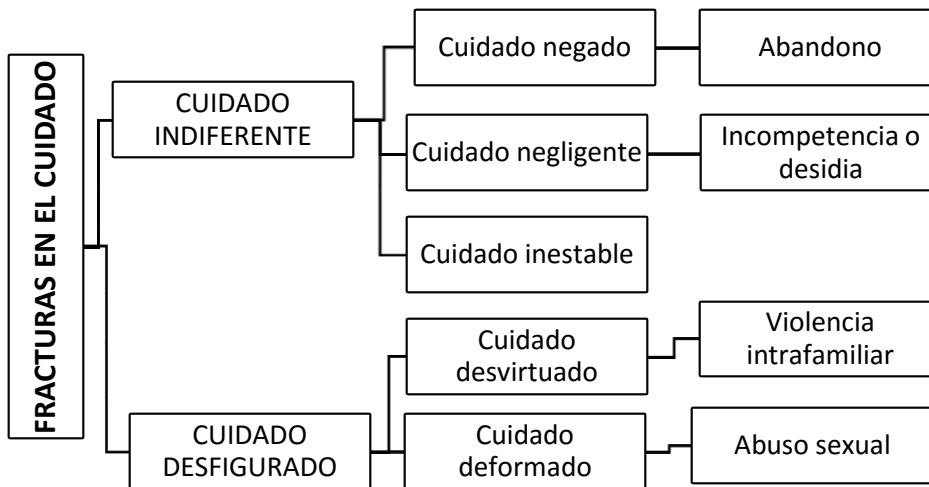 FRACTURAS EN EL CUIDADO
CUIDADO
INDIFERENTE
Cuidado negado
Abandono
Cuidado negligente
Incompetencia o
desidia
Cuidado inestable
CUIDADO
DESFIGURADO
Cuidado
desvirtuado
Violencia
intrafamiliar
Cuidado
deformado
Abuso sexual